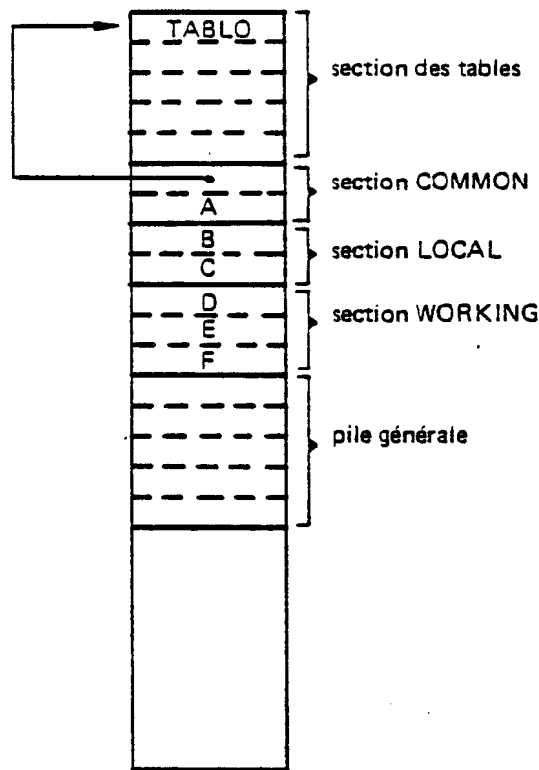 TABLO
section des tables
section COMMON
A
B
section LOCAL
C
D
section WORKING
E
F
pile générale